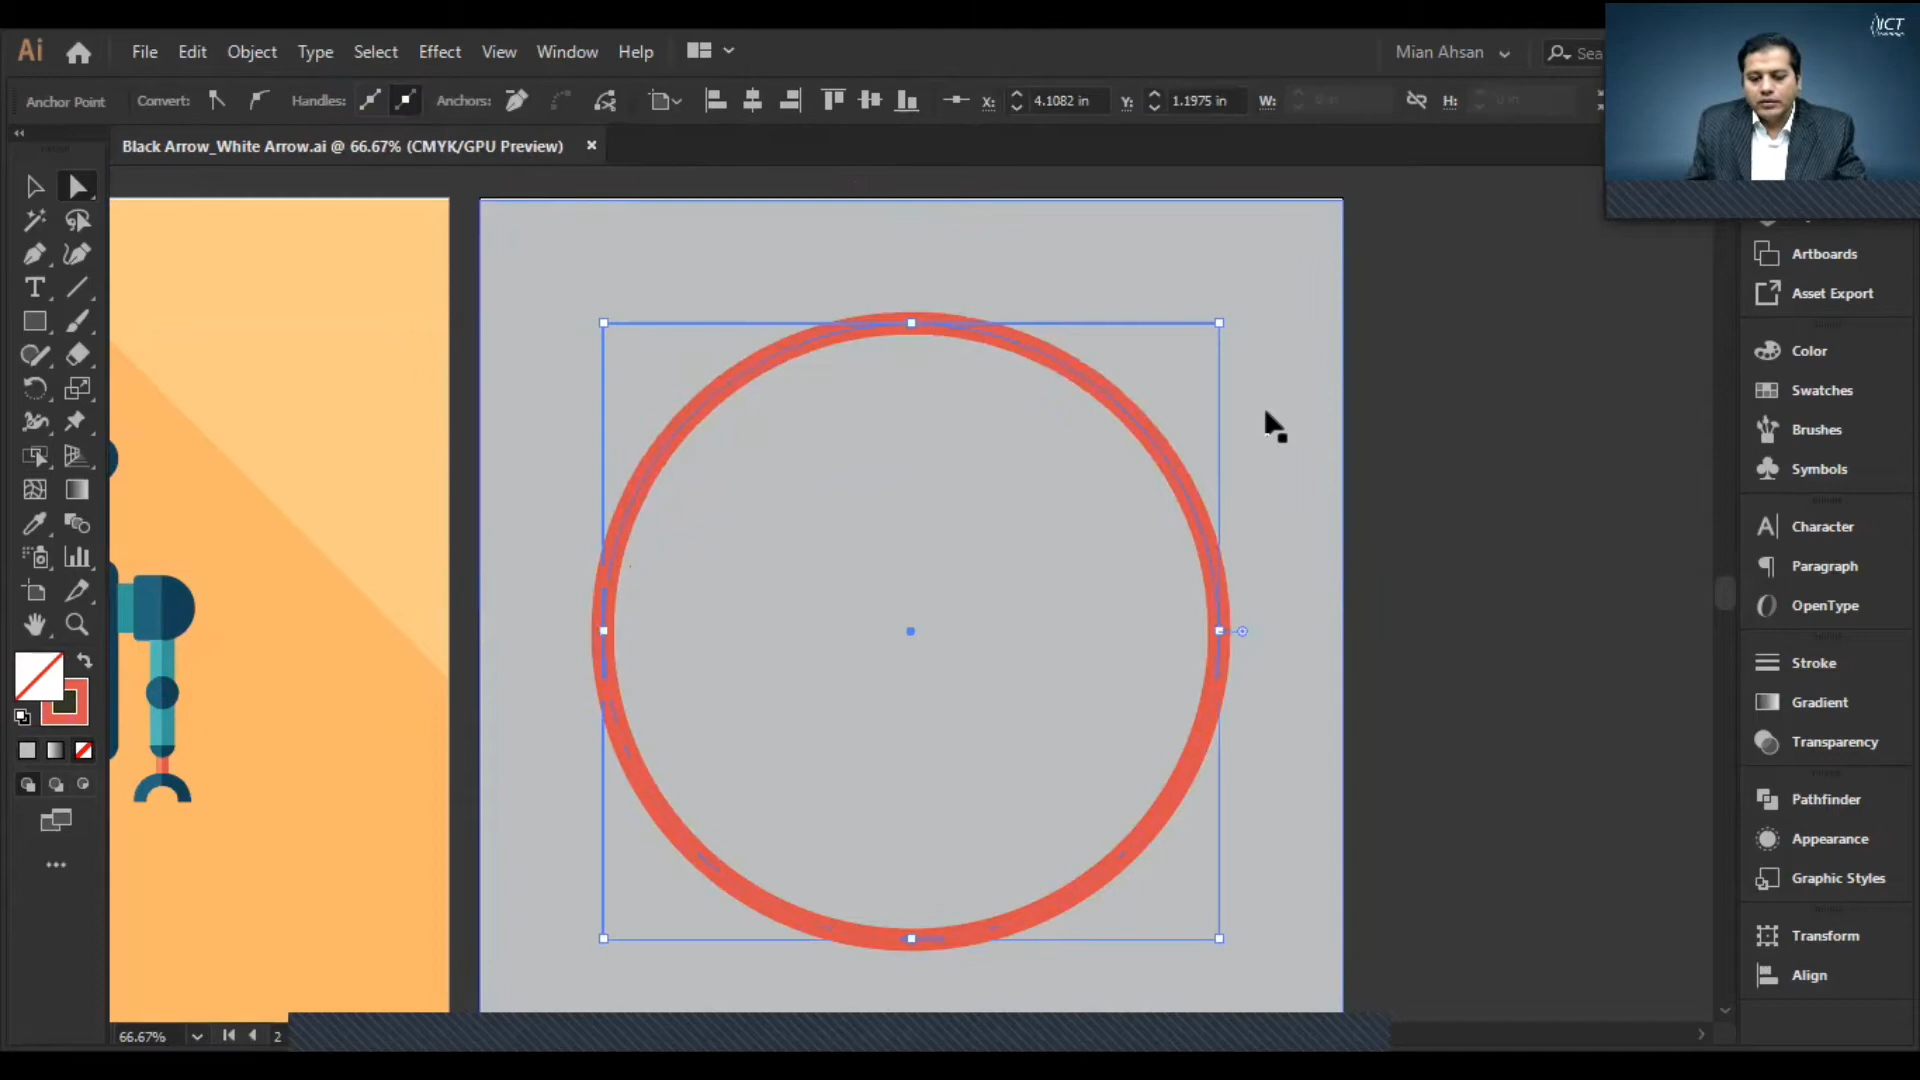 Ai File Edit Object Type Select Effect View Window Help Mian Ahsan Sea
ICT
Anchor Point Convert: Handles: Anchors: X: 4.1082 in Y: 1.1975 in W: H:
Black Arrow_White Arrow.ai @ 66.67% (CMYK/GPU Preview) ×
Artboards
Asset Export
Color
Swatches
Brushes
Symbols
Character
Paragraph
OpenType
Stroke
Gradient
Transparency
Pathfinder
Appearance
Graphic Styles
Transform
Align
66.67% 2